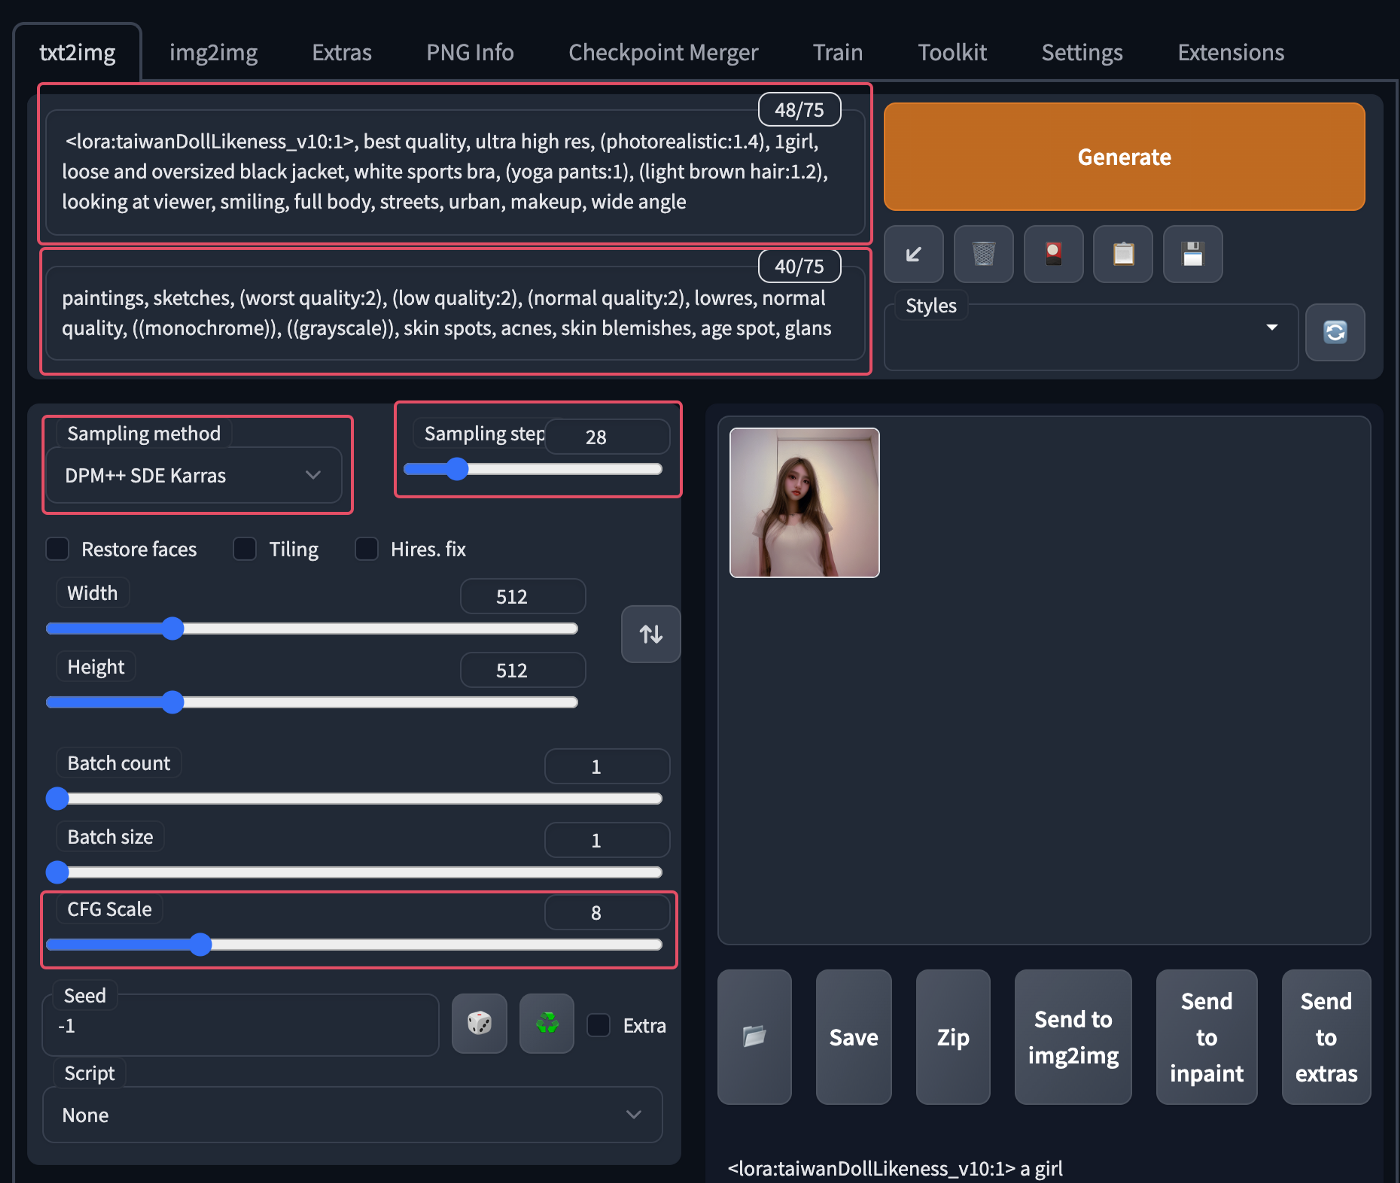 txt2img img2img Extras PNG Info Checkpoint Merger Train Toolkit Settings Extensions
48/75
<lora:taiwanDollLikeness_v10:1>, best quality, ultra high res, (photorealistic:1.4), 1girl,
loose and oversized black jacket, white sports bra, (yoga pants:1), (light brown hair:1.2),
looking at viewer, smiling, full body, streets, urban, makeup, wide angle
Generate
40/75
paintings, sketches, (worst quality:2), (low quality:2), (normal quality:2), lowres, normal
quality, ((monochrome)), ((grayscale)), skin spots, acnes, skin blemishes, age spot, glans
Styles
Sampling method
DPM++ SDE Karras
Sampling step
28
Restore faces Tiling Hires. fix
Width
512
Height
512
Batch count
1
Batch size
1
CFG Scale
8
Seed
-1
Extra
Script
None
Save
Zip
Send to
img2img
Send
to
inpaint
Send
to
extras
<lora:taiwanDollLikeness_v10:1> a girl